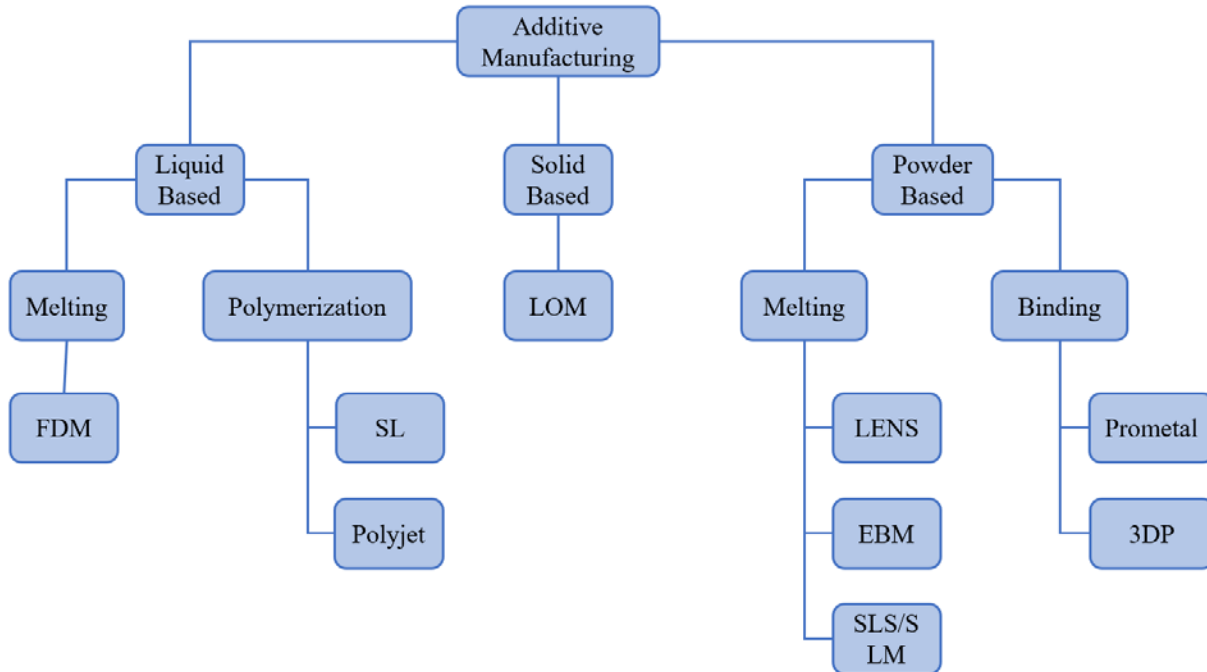 Additive
Manufacturing
Liquid
Based
Solid
Based
Powder
Based
Melting
Polymerization
LOM
Melting
Binding
FDM
SL
LENS
Prometal
Polyjet
EBM
3DP
SLS/S
LM